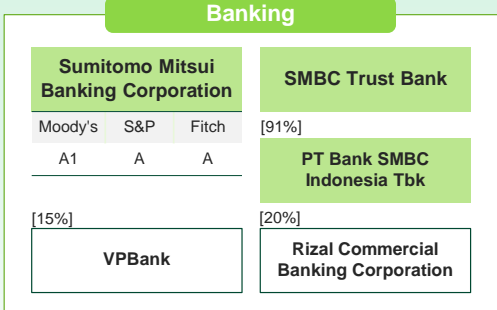 Banking
Sumitomo Mitsui
Banking Corporation
Moody's S&P Fitch
A1 A A
SMBC Trust Bank
[91%]
PT Bank SMBC
Indonesia Tbk
[15%]
VPBank
[20%]
Rizal Commercial
Banking Corporation